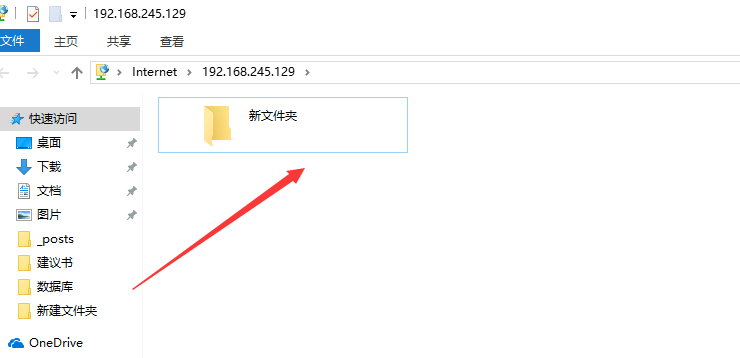 192.168.245.129
文件 主页 共享 查看
Internet 192.168.245.129
快速访问
新文件夹
桌面
下载
文档
图片
_posts
建议书
数据库
新建文件夹
OneDrive